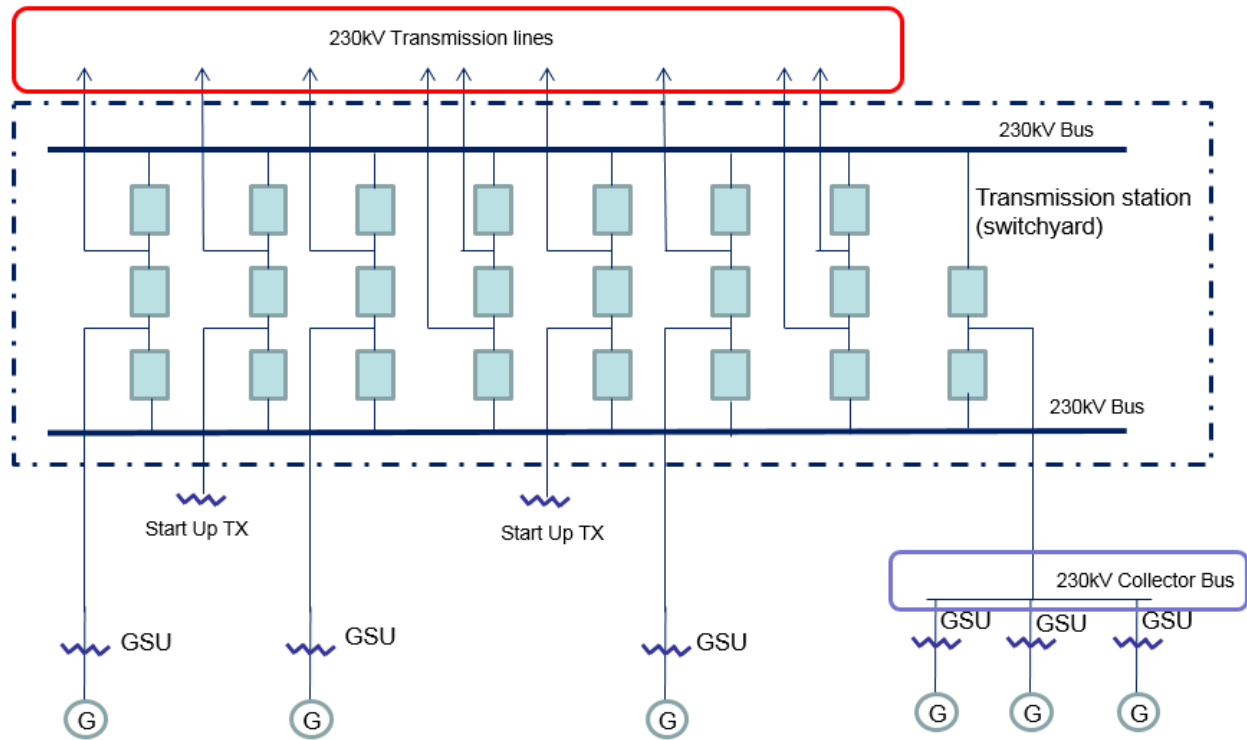 230kV Transmission lines
230kV Bus
Transmission station
(switchyard)
230kV Bus
Start Up TX
Start Up TX
230kV Collector Bus
GSU
GSU
GSU
GSU
GSU
GSU
G
G
G
G
G
G